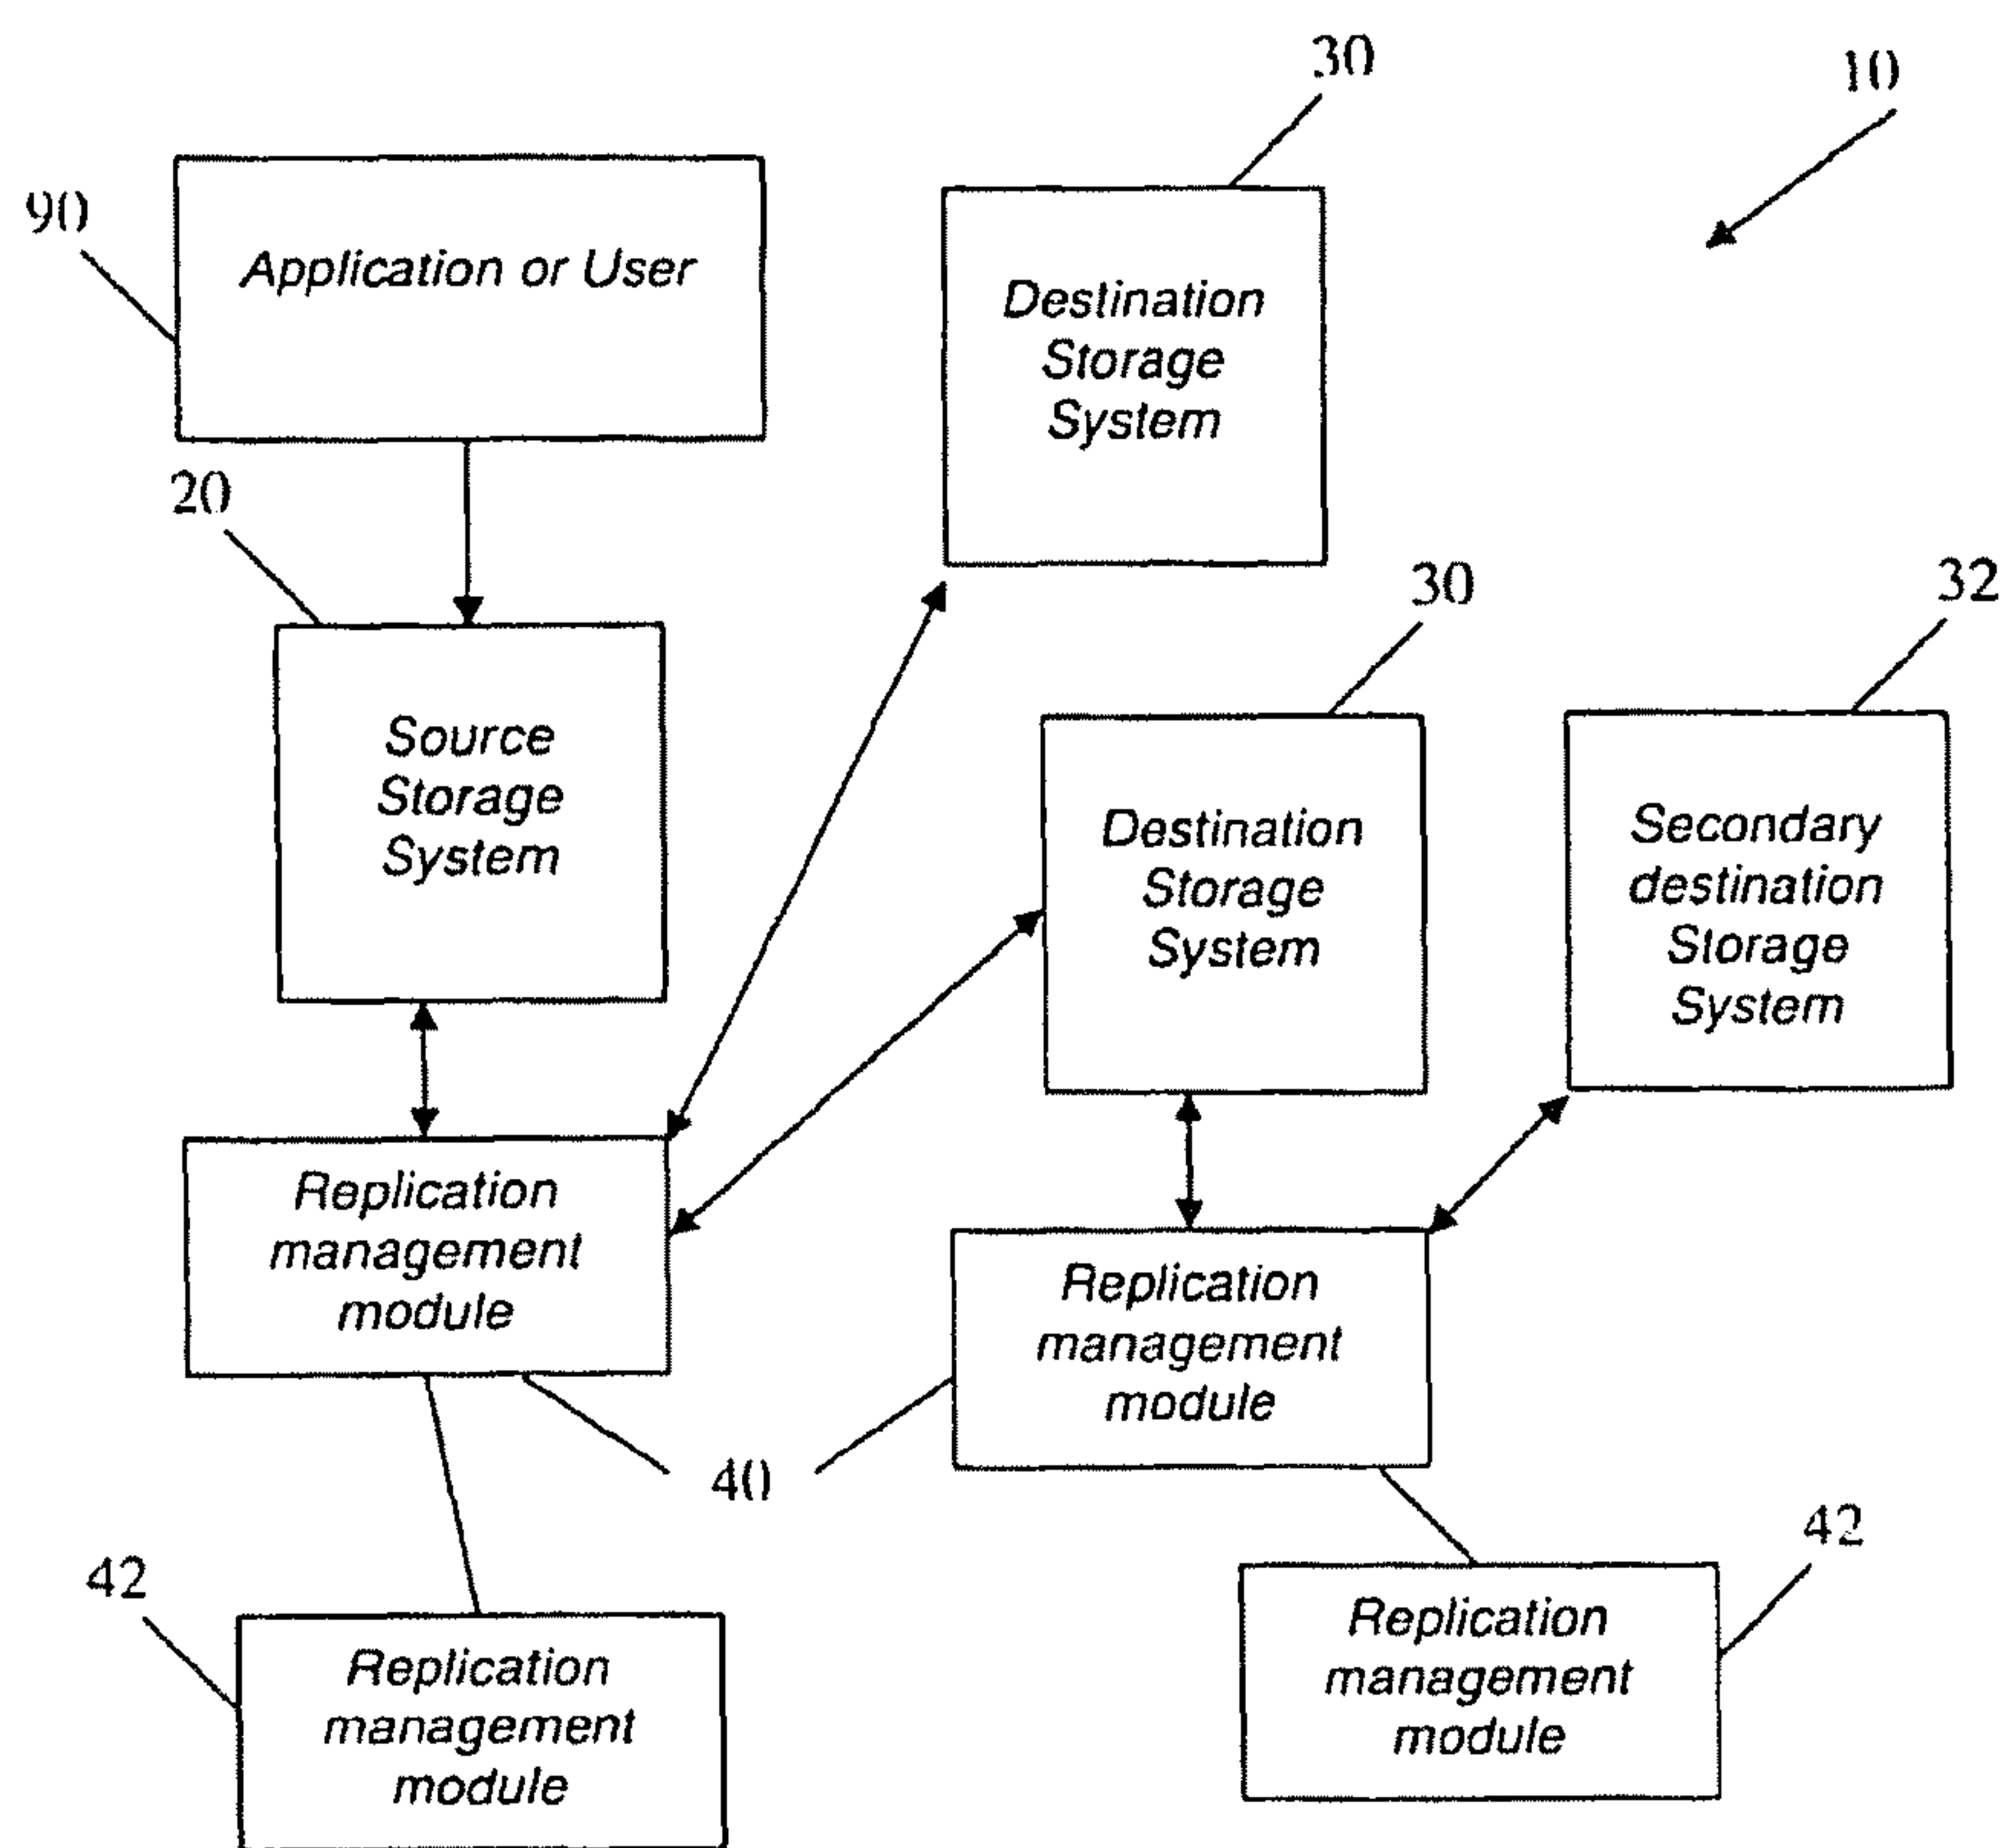 30
10
90
Application or User
Destination
Storage
System
20
30
32
Source
Storage
System
Destination
Storage
System
Secondary
destination
Storage
System
Replication
management
module
Replication
management
module
40
42
42
Replication
management
module
Replication
management
module